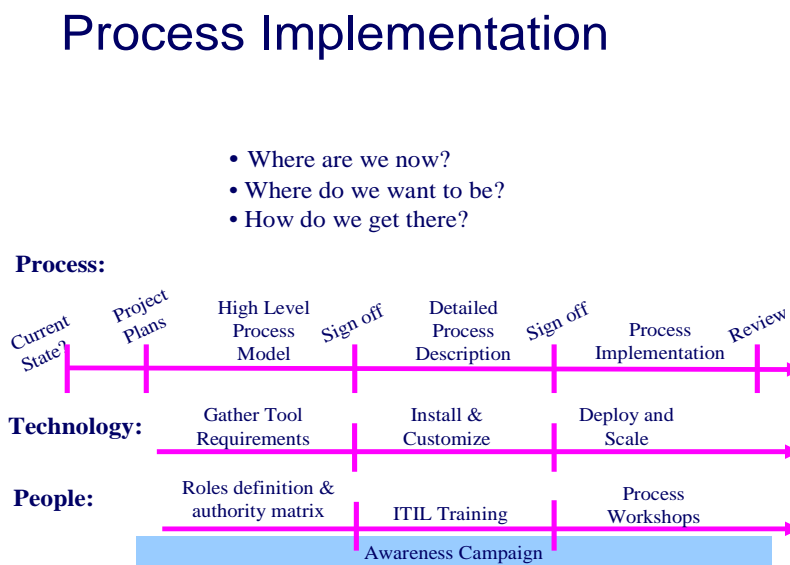 Process Implementation
• Where are we now?
• Where do we want to be?
• How do we get there?
Process:
Current
State?
Project
Plans
High Level
Process
Model
Sign off
Detailed
Process
Description
Sign off
Process
Implementation
Review
Technology:
Gather Tool
Requirements
Install &
Customize
Deploy and
Scale
People:
Roles definition &
authority matrix
ITIL Training
Process
Workshops
Awareness Campaign